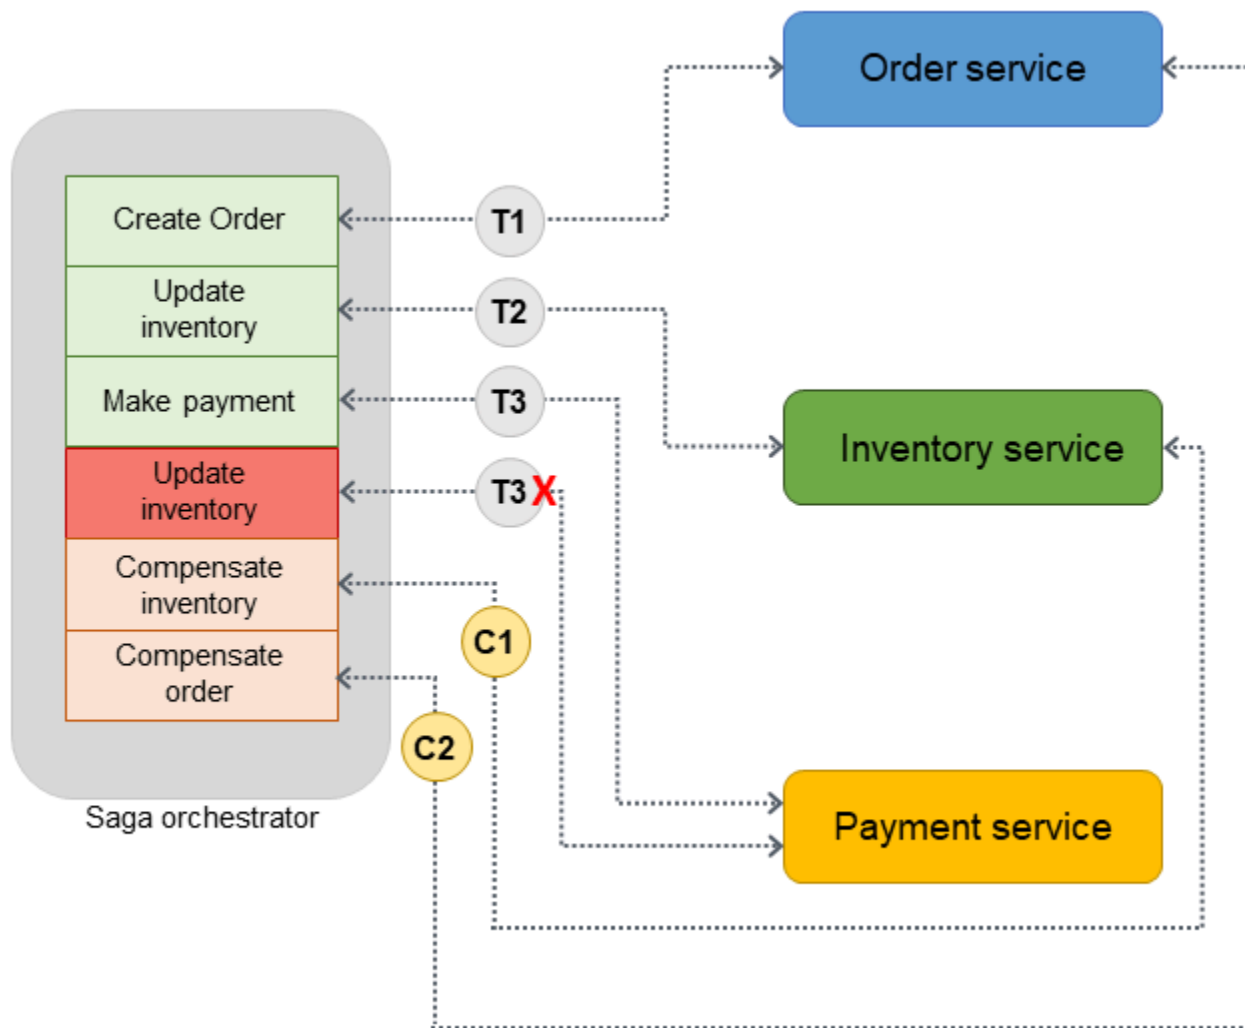 Order service
Create Order
T1
Update
inventory
T2
Make payment
T3
Inventory service
Update
inventory
T3 X
Compensate
inventory
C1
Compensate
order
C2
Saga orchestrator
Payment service